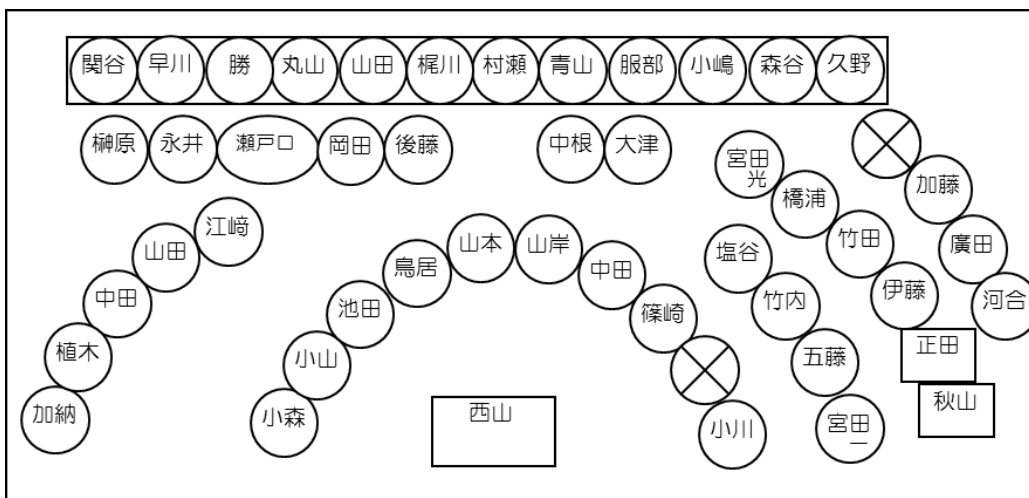 関谷
早川
勝
丸山
山田
梶川
村瀬
青山
服部
小嶋
森谷
久野
榊原
永井
瀬戸口
岡田
後藤
中根
大津
宮田
光
橋浦
竹田
伊藤
加藤
廣田
河合
正田
秋山
江﨑
山田
中田
植木
加納
小森
小山
池田
鳥居
山本
山岸
中田
篠崎
小川
塩谷
竹内
五藤
宮田
一
西山